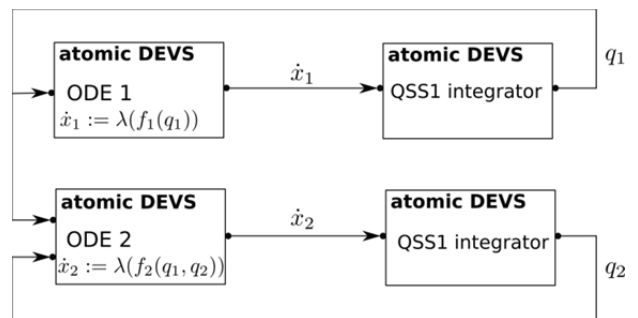 atomic DEVS
ODE 1
ẋ₁ := λ(f₁(q₁))
ẋ₁
atomic DEVS
QSS1 integrator
q₁
atomic DEVS
ODE 2
ẋ₂ := λ(f₂(q₁, q₂))
ẋ₂
atomic DEVS
QSS1 integrator
q₂